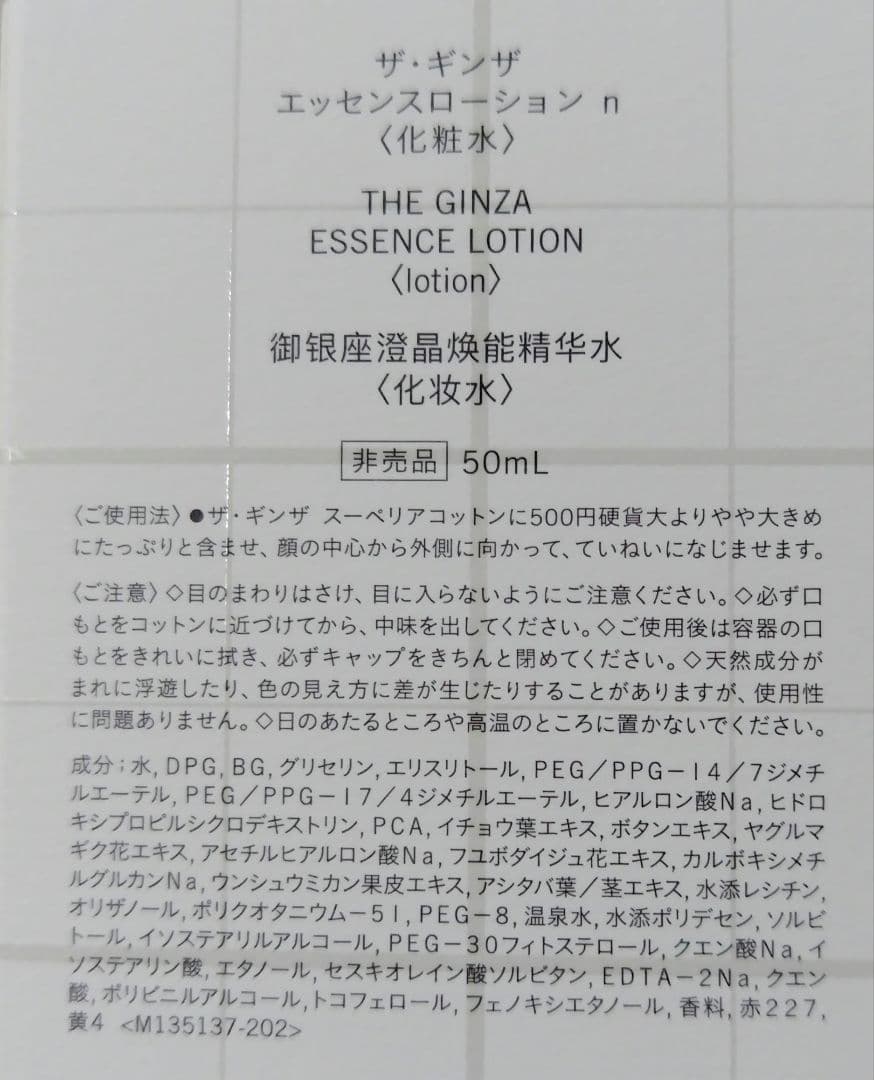 ザ・ギンザ
エッセンスローション n
〈化粧水〉
THE GINZA
ESSENCE LOTION
〈lotion〉
御银座澄晶焕能精华水
〈化妆水〉
非売品 50mL
〈ご使用法〉●ザ・ギンザ スーペリアコットンに500円硬貨大よりやや大きめ
にたっぷりと含ませ、顔の中心から外側に向かって、ていねいになじませます。
〈ご注意〉◇目のまわりはさけ、目に入らないようにご注意ください。◇必ず口
もとをコットンに近づけてから、中味を出してください。◇ご使用後は容器の口
もとをきれいに拭き、必ずキャップをきちんと閉めてください。◇天然成分が
まれに浮遊したり、色の見え方に差が生じたりすることがありますが、使用性
に問題ありません。◇日のあたるところや高温のところに置かないでください。
成分；水, DPG, BG, グリセリン, エリスリトール, PEG／PPG－14／7ジメチ
ルエーテル, PEG／PPG－17／4ジメチルエーテル, ヒアルロン酸Na, ヒドロ
キシプロピルシクロデキストリン, PCA, イチョウ葉エキス, ボタンエキス, ヤグルマ
ギク花エキス, アセチルヒアルロン酸Na, フユボダイジュ花エキス, カルボキシメチ
ルグルカンNa, ウンシュウミカン果皮エキス, アシタバ葉／茎エキス, 水添レシチン,
オリザノール, ポリクオタニウム－51, PEG－8, 温泉水, 水添ポリデセン, ソルビ
トール, イソステアリルアルコール, PEG－30フィトステロール, クエン酸Na, イ
ソステアリン酸, エタノール, セスキオレイン酸ソルビタン, EDTA－2Na, クエン
酸, ポリビニルアルコール, トコフェロール, フェノキシエタノール, 香料, 赤227,
黄4 <M135137-202>